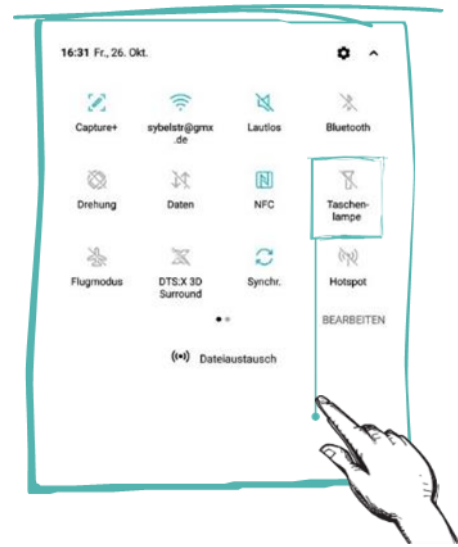 16:31 Fr., 26. Okt.
Capture+
sybelstr@gmx
.de
Lautlos
Bluetooth
Drehung
Daten
NFC
Taschen-
lampe
Flugmodus
DTS:X 3D
Surround
Synchr.
Hotspot
BEARBEITEN
Dateiaustausch